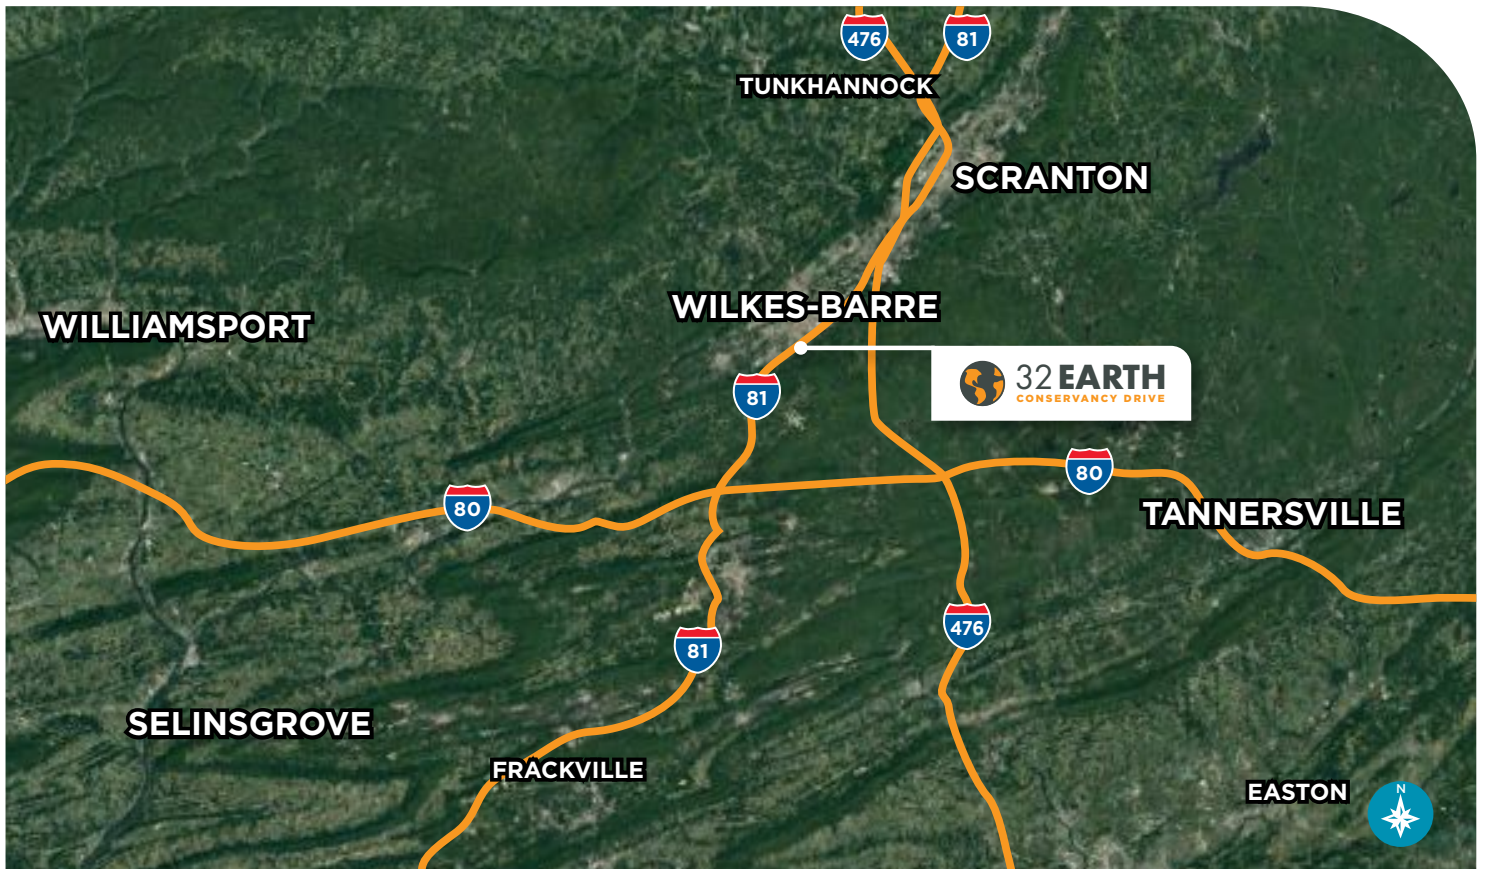 476
81
TUNKHANNOCK
SCRANTON
WILKES-BARRE
WILLIAMSPORT
32 EARTH
CONSERVANCY DRIVE
81
80
80
TANNERSVILLE
476
81
SELINSGROVE
FRACKVILLE
EASTON
N